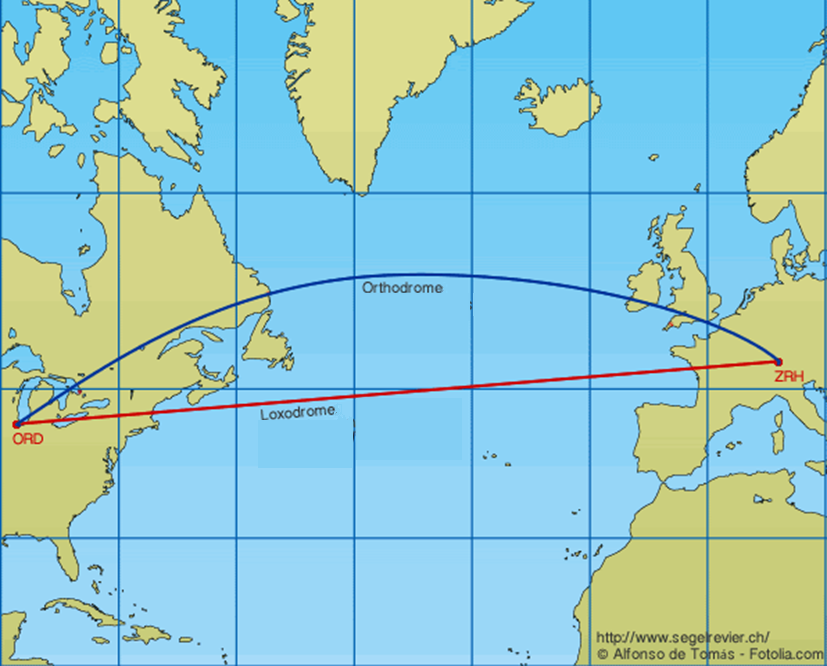 Orthodrome
ZRH
Loxodrome
ORD
http://www.segelrevier.ch/
© Alfonso de Tomás - Fotolia.com